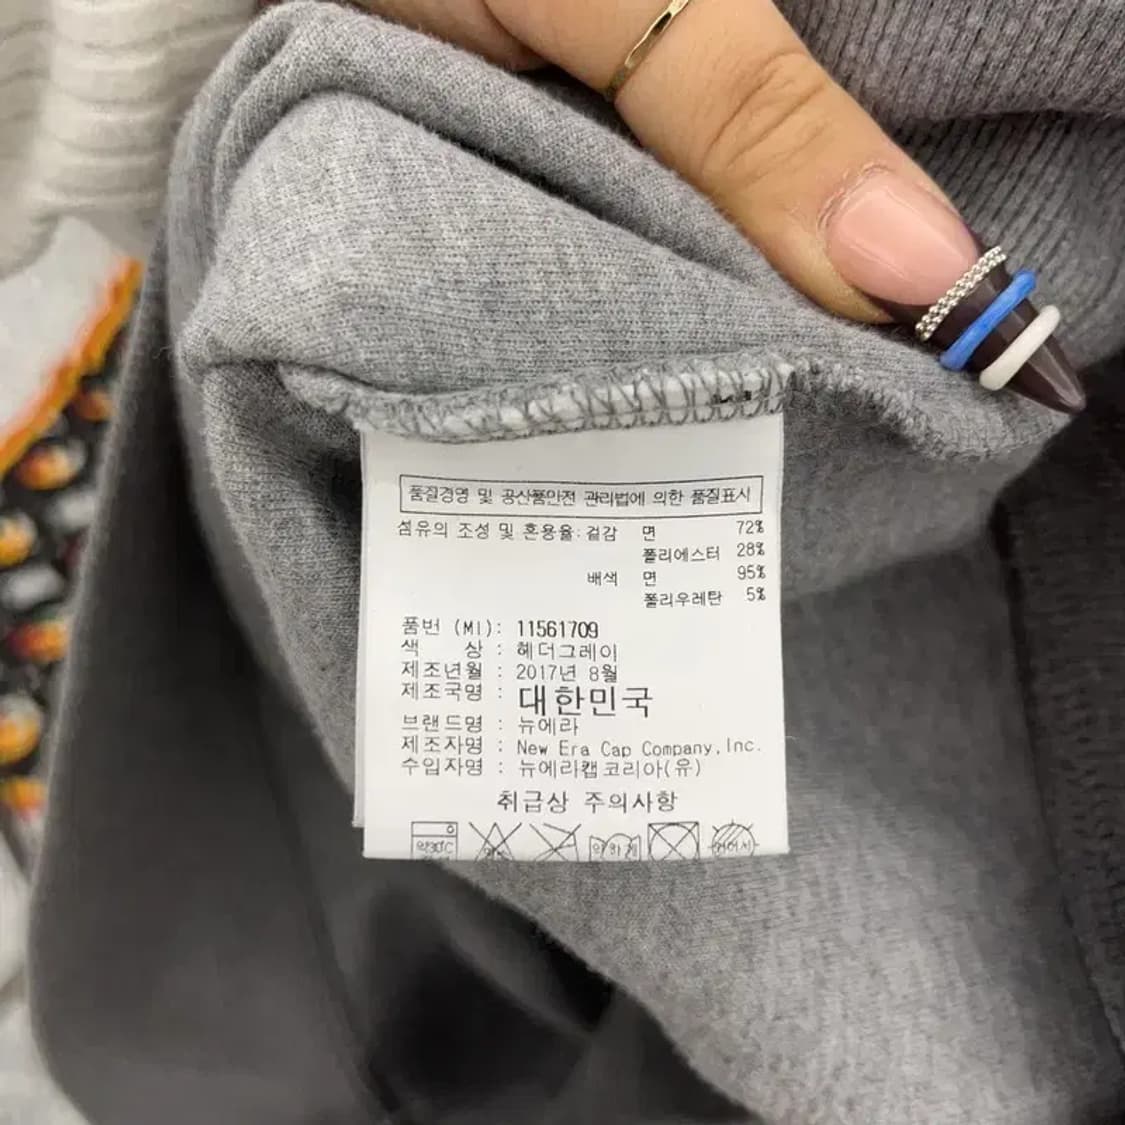 품질경영 및 공산품안전 관리법에 의한 품질표시
섬유의 조성 및 혼용율: 겉감 면 72%
폴리에스터 28%
배색 면 95%
폴리우레탄 5%
품번 (MI): 11561709
색 상 : 헤더그레이
제조년월 : 2017년 8월
제조국명 : 대한민국
브랜드명 : 뉴에라
제조자명 : New Era Cap Company,Inc.
수입자명 : 뉴에라캡코리아(유)
취급상 주의사항
약30℃